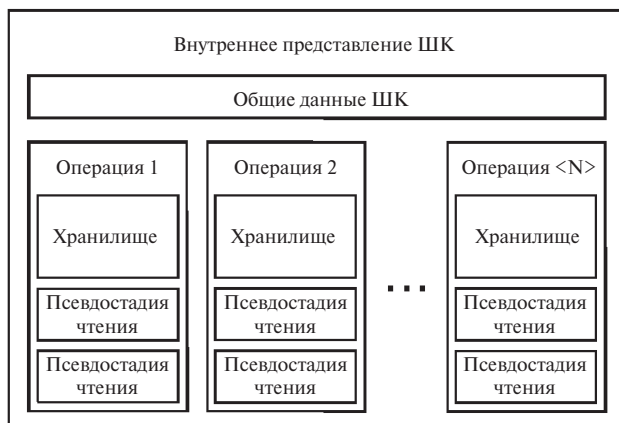 Внутреннее представление ШК
Общие данные ШК
Операция 1
Хранилище
Псевдостадия
чтения
Псевдостадия
чтения
Операция 2
Хранилище
Псевдостадия
чтения
Псевдостадия
чтения
...
Операция <N>
Хранилище
Псевдостадия
чтения
Псевдостадия
чтения